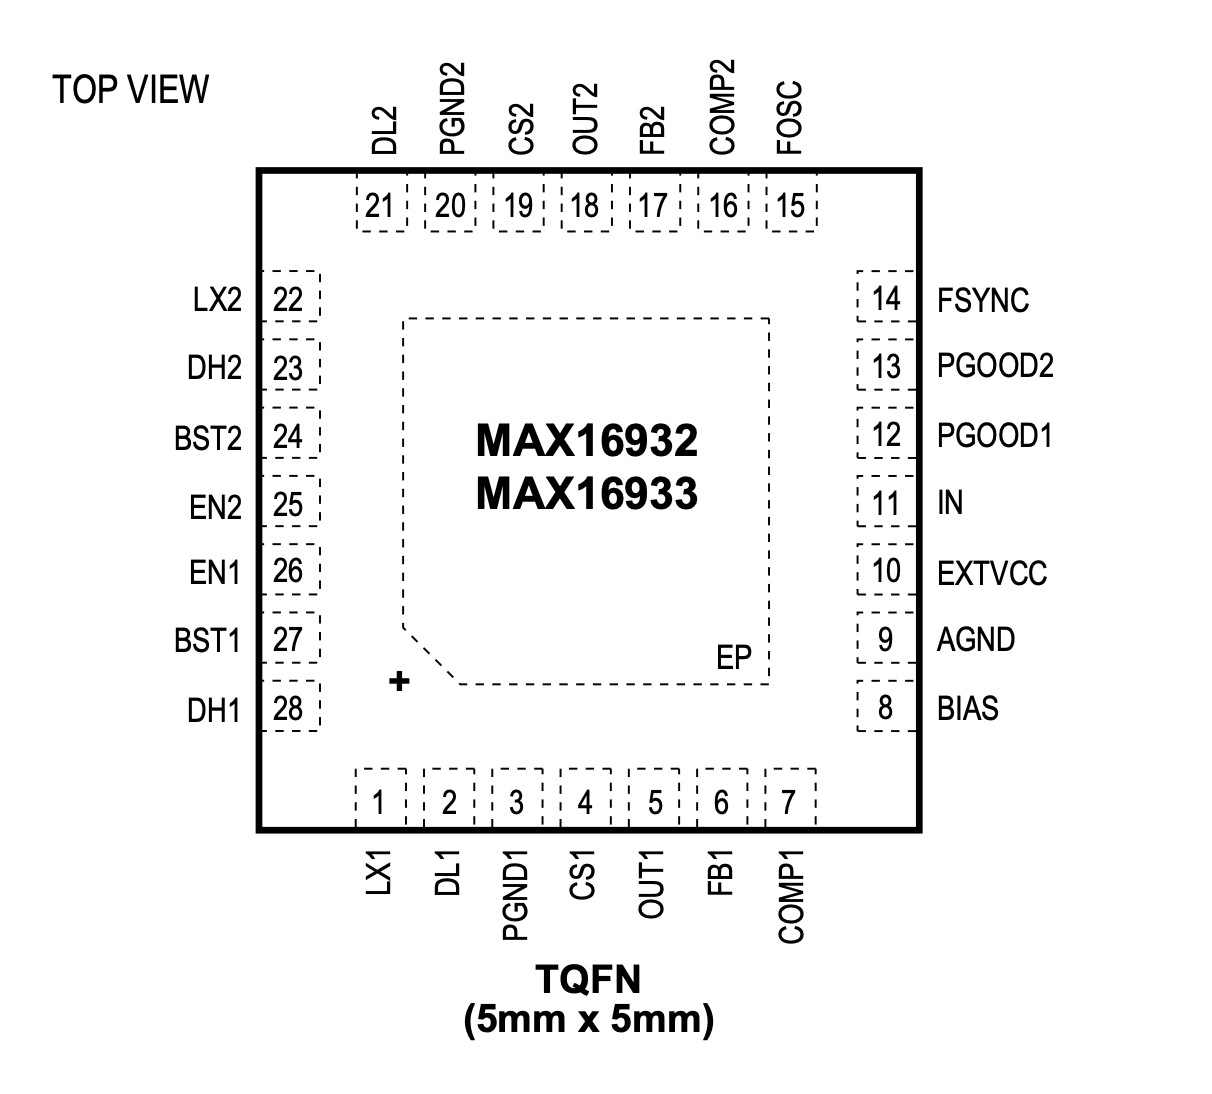 TOP VIEW
DL2
PGND2
CS2
OUT2
FB2
COMP2
FOSC
21 20 19 18 17 16 15
LX2 22
DH2 23
BST2 24
EN2 25
EN1 26
BST1 27
DH1 28
14 FSYNC
13 PGOOD2
12 PGOOD1
11 IN
10 EXTVCC
9 AGND
8 BIAS
MAX16932
MAX16933
EP
+
1 2 3 4 5 6 7
LX1
DL1
PGND1
CS1
OUT1
FB1
COMP1
TQFN
(5mm x 5mm)